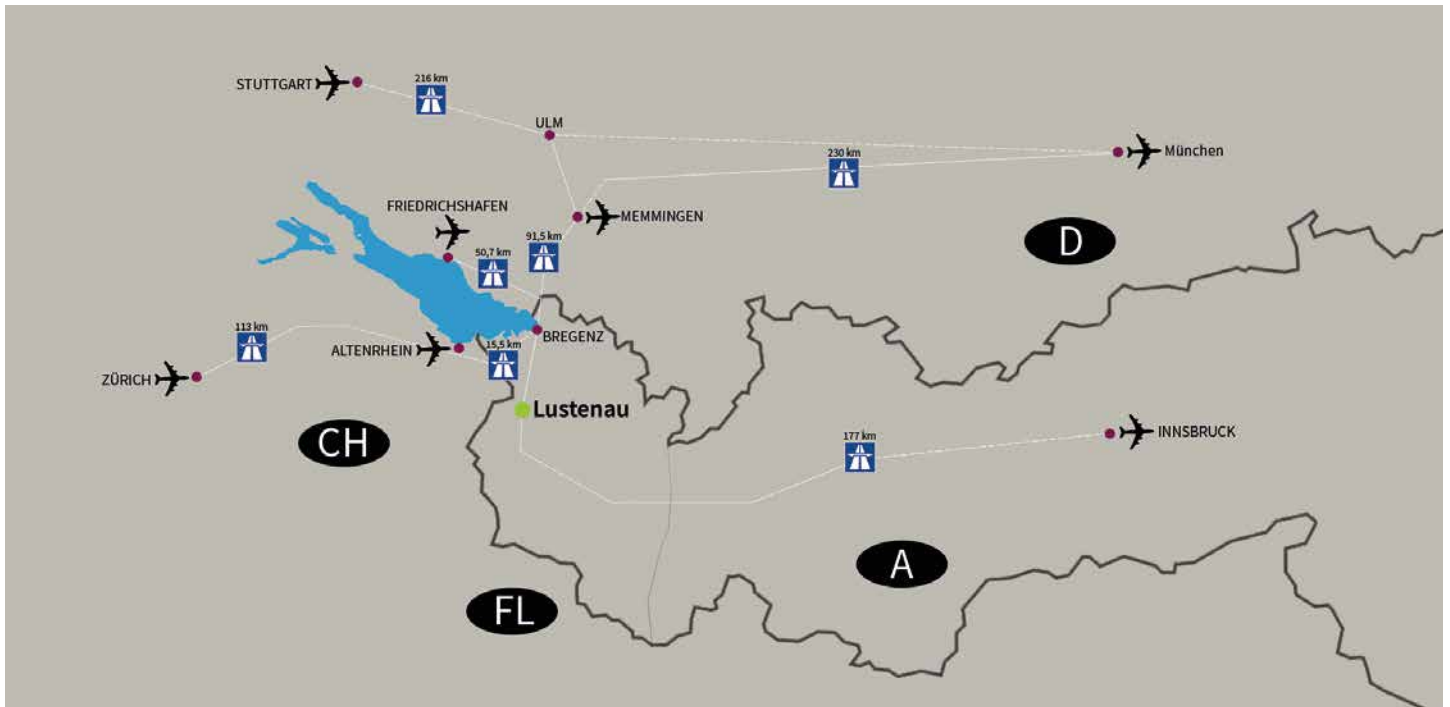 216 km
STUTTGART
ULM
230 km
München
FRIEDRICHSHAFEN
MEMMINGEN
91,5 km
50,7 km
D
113 km
ALTENRHEIN
15,5 km
BREGENZ
ZÜRICH
Lustenau
CH
177 km
INNSBRUCK
A
FL